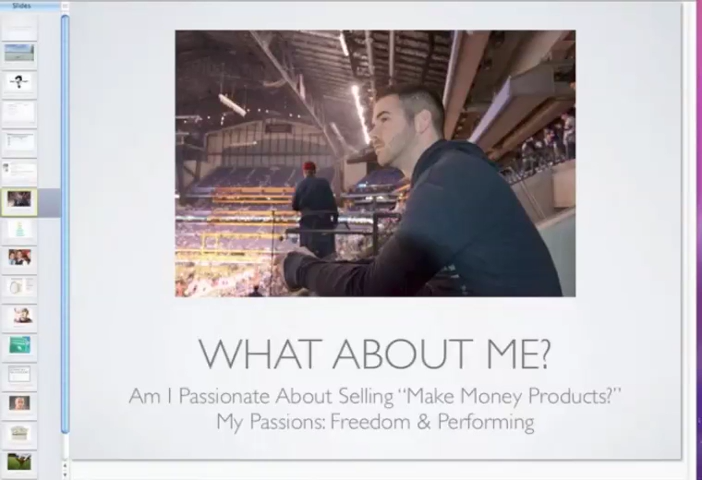 Slides
WHAT ABOUT ME?
Am I Passionate About Selling “Make Money Products?”
My Passions: Freedom & Performing